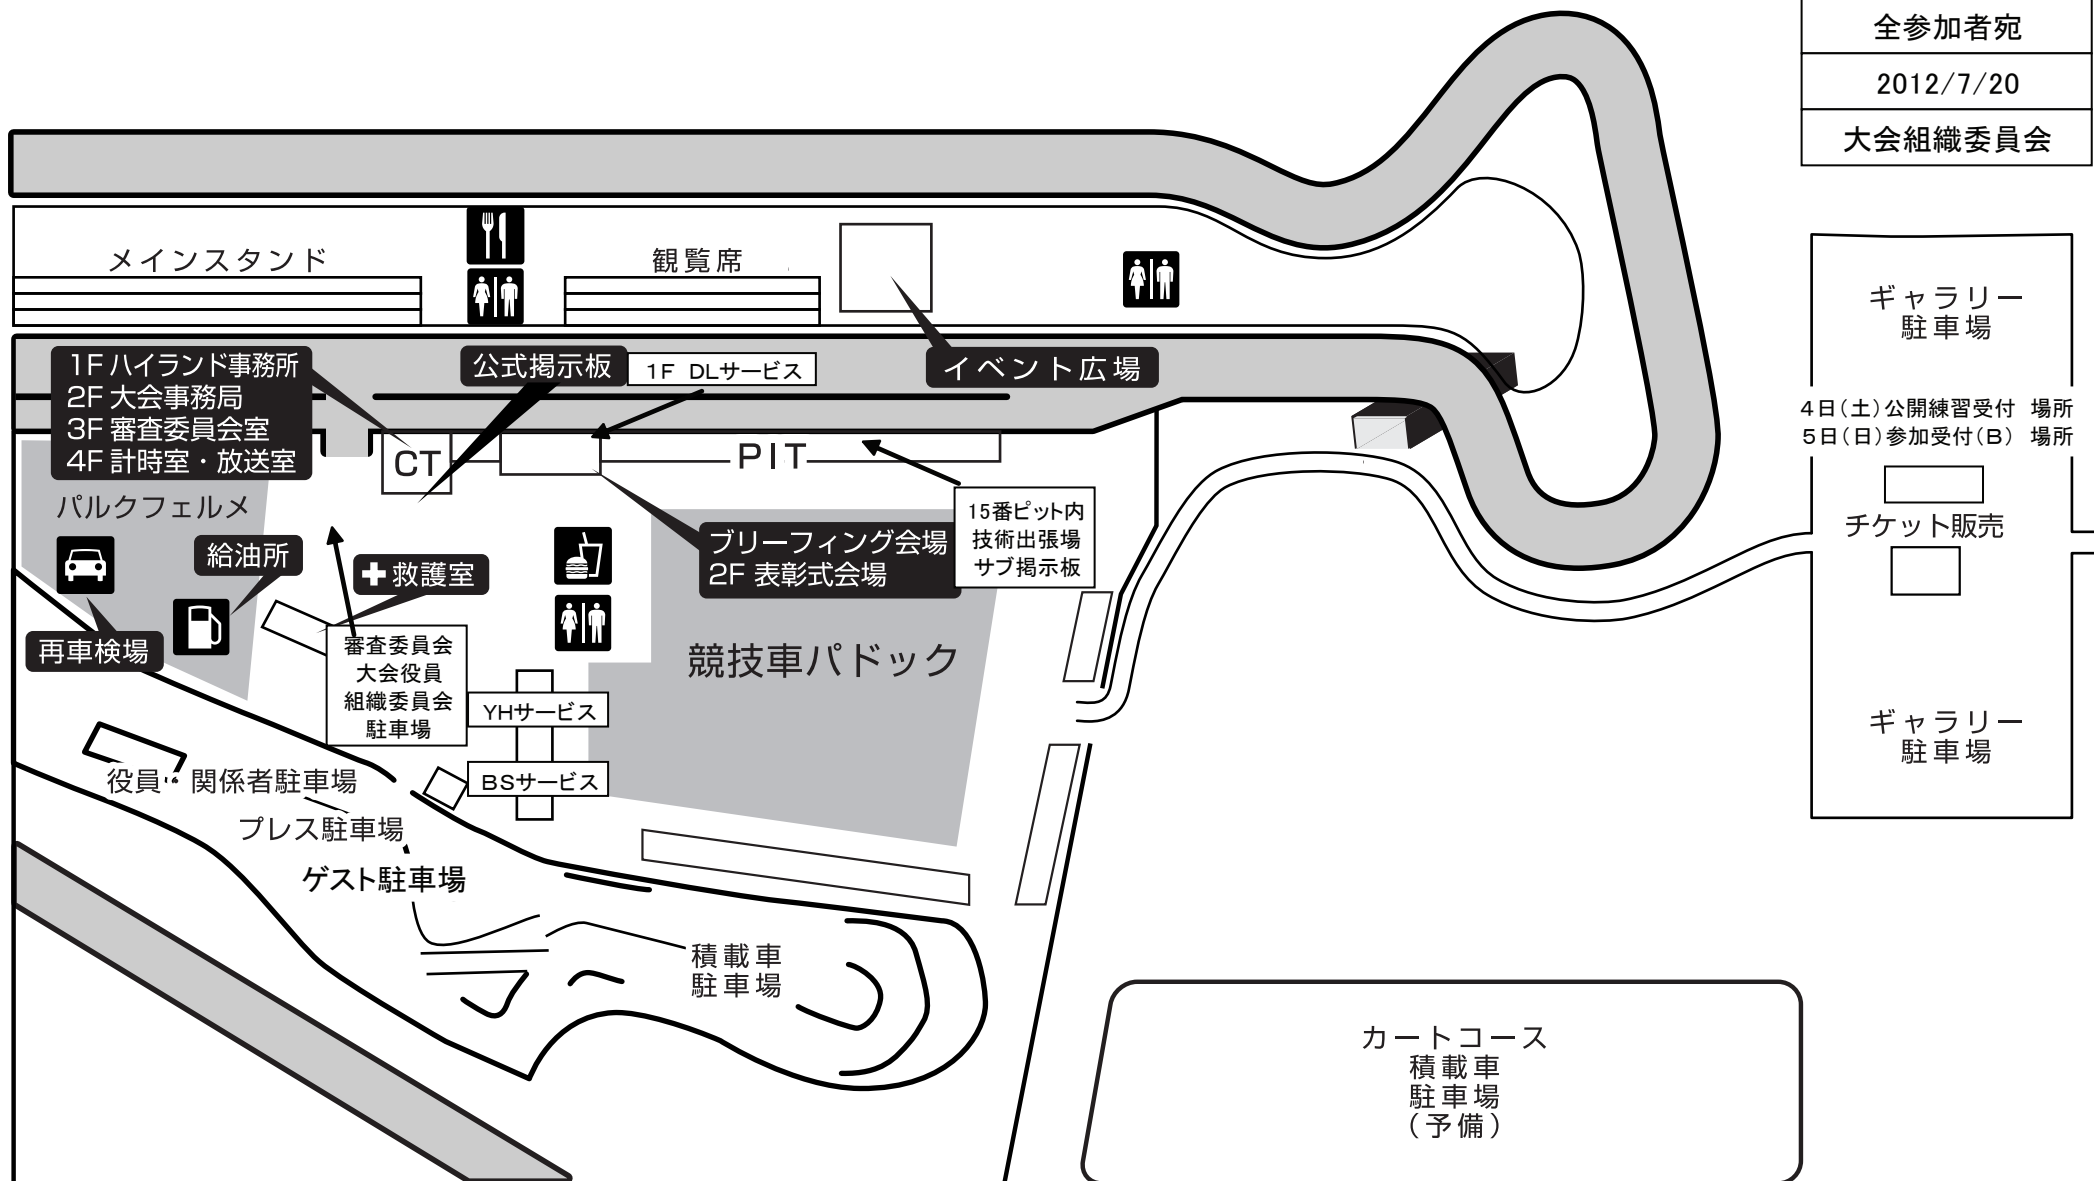 全参加者宛
2012/7/20
大会組織委員会
メインスタンド
観覧席
ギャラリー
駐車場
1F ハイランド事務所
2F 大会事務局
3F 審査委員会室
4F 計時室・放送室
公式掲示板
1F DLサービス
イベント広場
4日(土)公開練習受付 場所
5日(日)参加受付(B) 場所
チケット販売
CT
PIT
パルクフェルメ
給油所
救護室
ブリーフィング会場
2F 表彰式会場
15番ピット内
技術出張場
サブ掲示板
再車検場
審査委員会
大会役員
組織委員会
駐車場
競技車パドック
YHサービス
BSサービス
ギャラリー
駐車場
役員・関係者駐車場
プレス駐車場
ゲスト駐車場
積載車
駐車場
カートコース
積載車
駐車場
(予備)